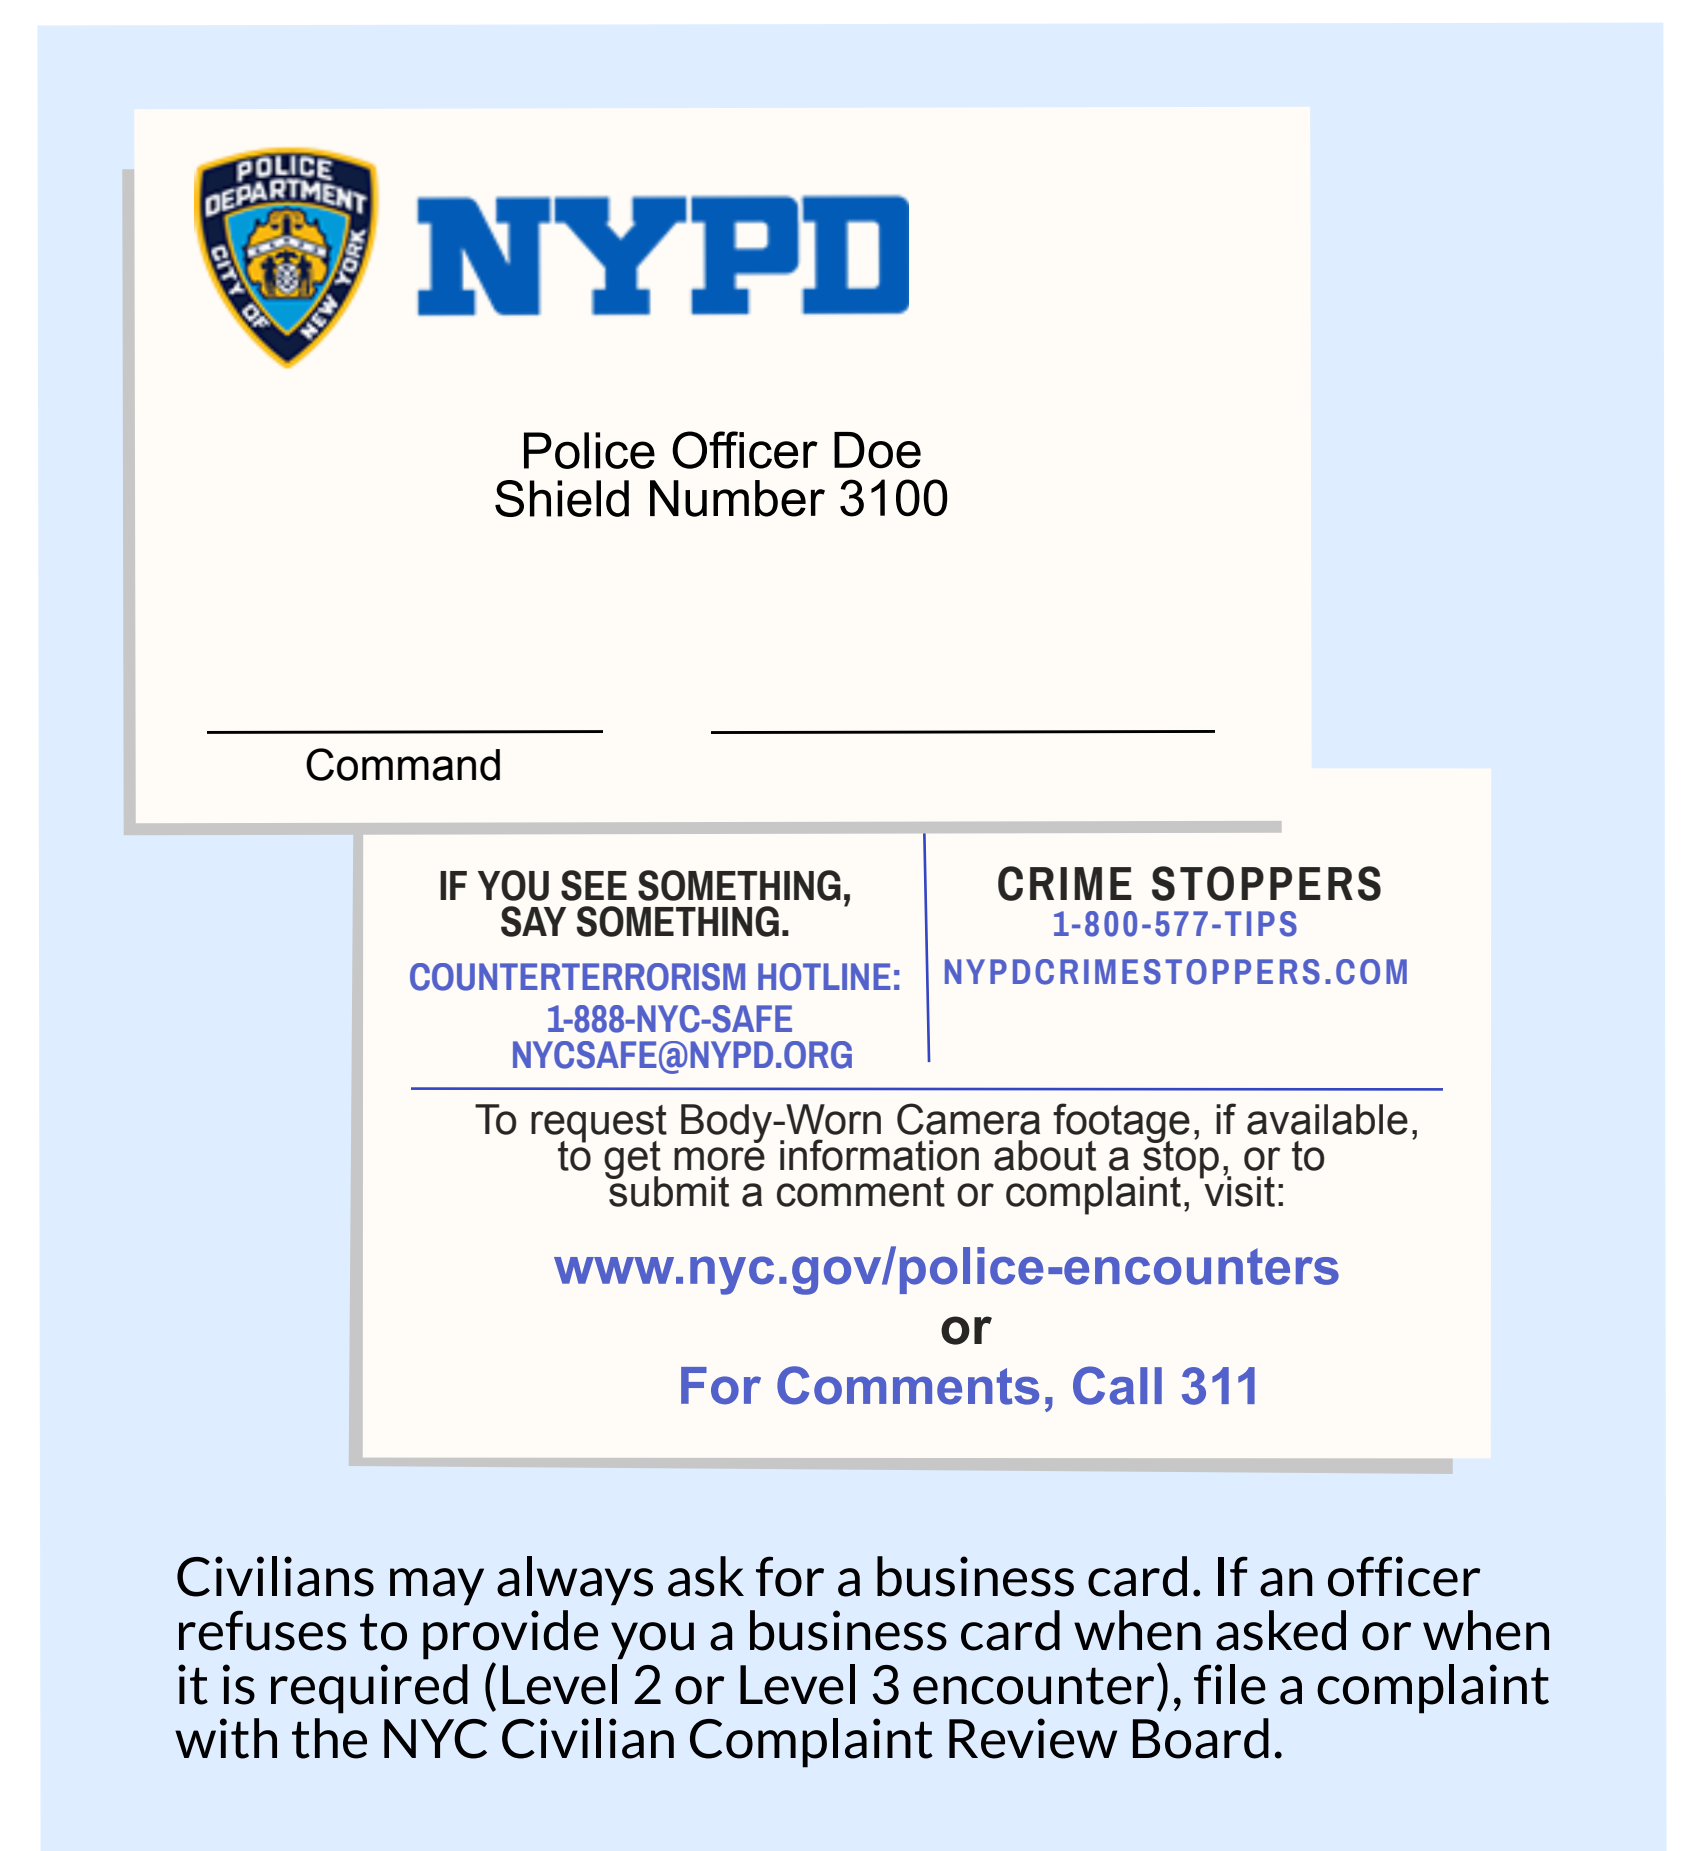 POLICE
DEPARTMENT
CITY OF
NEW YORK
NYPD
Police Officer Doe
Shield Number 3100
Command
IF YOU SEE SOMETHING,
SAY SOMETHING.
COUNTERTERRORISM HOTLINE:
1-888-NYC-SAFE
NYCSAFE@NYPD.ORG
CRIME STOPPERS
1-800-577-TIPS
NYPDCRIMESTOPPERS.COM
To request Body-Worn Camera footage, if available,
to get more information about a stop, or to
submit a comment or complaint, visit:
www.nyc.gov/police-encounters
or
For Comments, Call 311
Civilians may always ask for a business card. If an officer
refuses to provide you a business card when asked or when
it is required (Level 2 or Level 3 encounter), file a complaint
with the NYC Civilian Complaint Review Board.